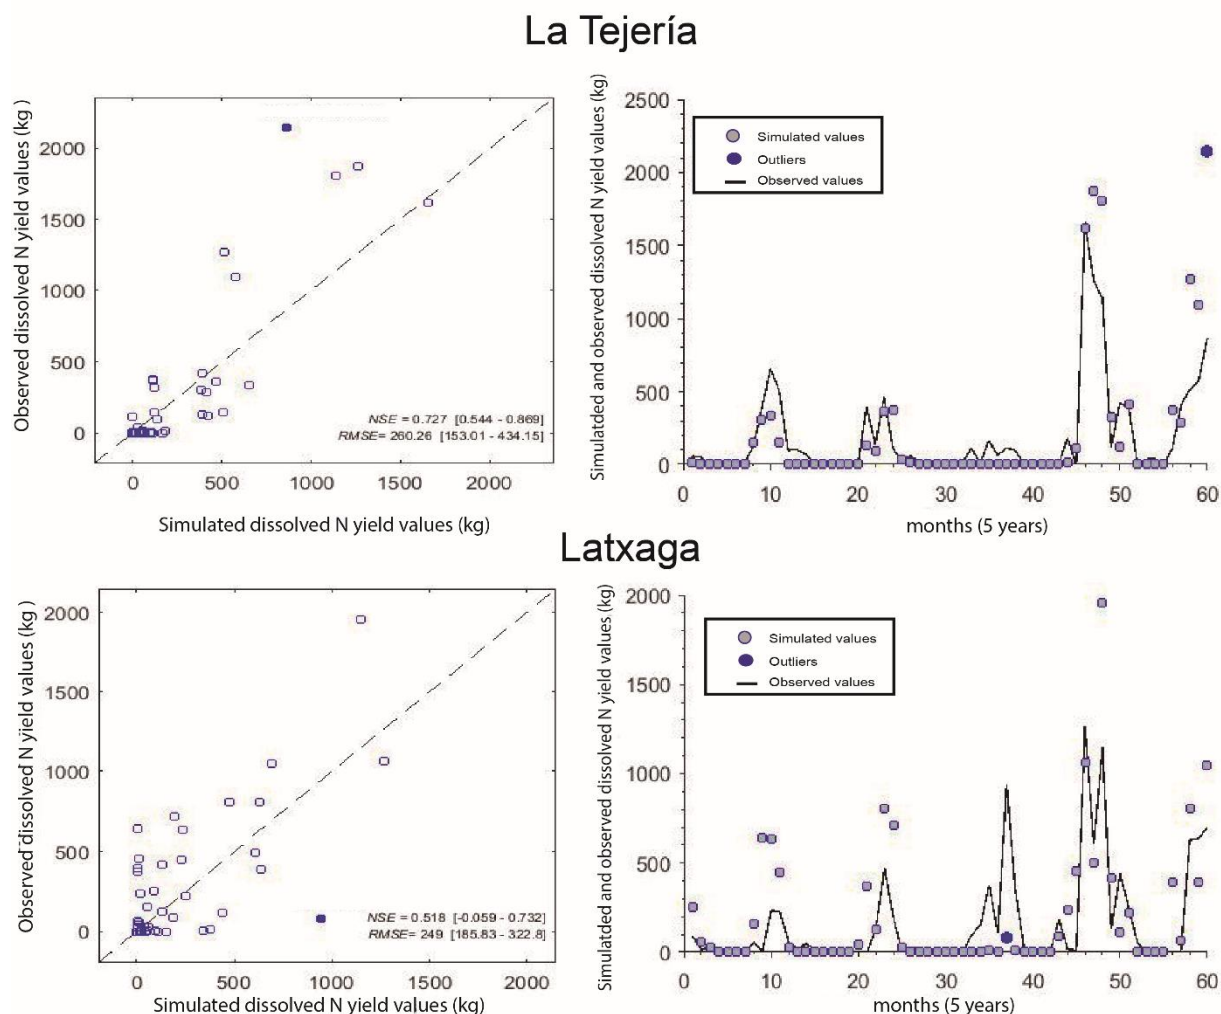 La Tejería
Observed dissolved N yield values (kg)
2000
1500
1000
500
0
NSE = 0.727 [0.544 - 0.869]
RMSE= 260.26 [153.01 - 434.15]
0 500 1000 1500 2000
Simulated dissolved N yield values (kg)
Simulatded and observed dissolved N yield values (kg)
2500
2000
1500
1000
500
0
Simulated values
Outliers
Observed values
0 10 20 30 40 50 60
months (5 years)
Latxaga
Observed dissolved N yield values (kg )
2000
1500
1000
500
0
NSE = 0.518 [-0.059 - 0.732]
RMSE= 249 [185.83 - 322.8]
0 500 1000 1500 2000
Simulated dissolved N yield values (kg)
Simulatded and observed dissolved N yield values (kg)
2000
1500
1000
500
0
Simulated values
Outliers
Observed values
0 10 20 30 40 50 60
months (5 years)